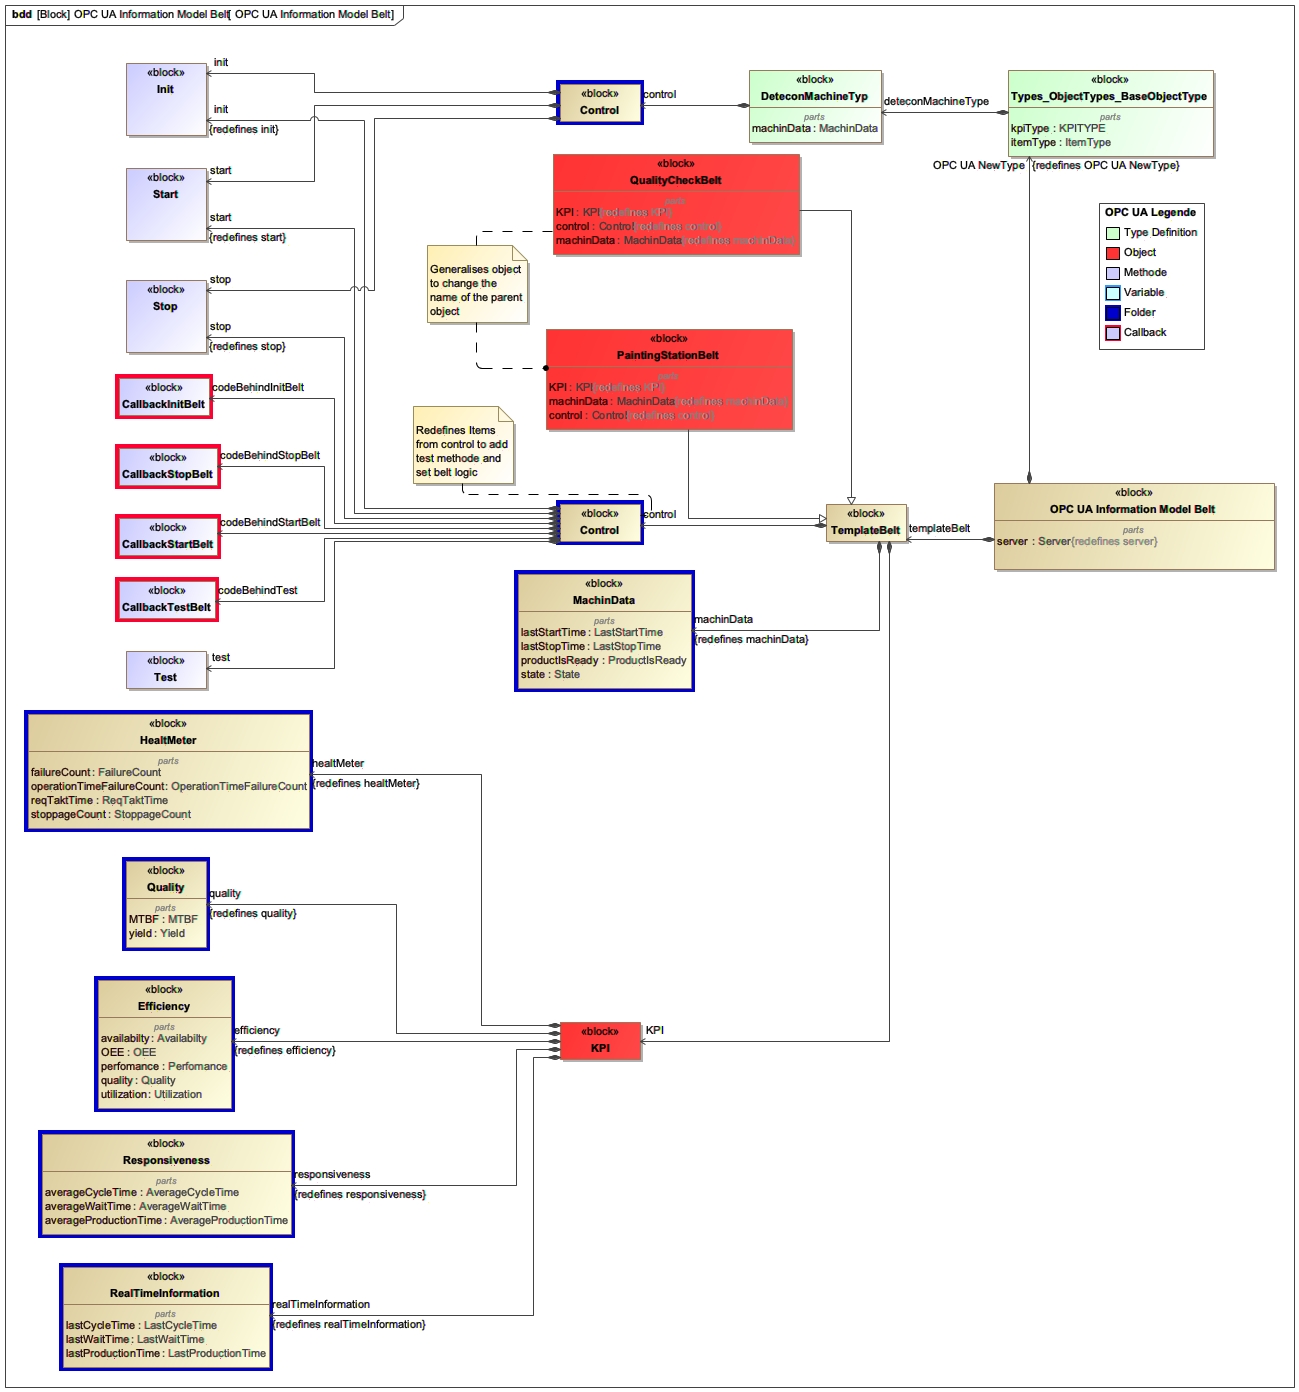 bdd [Block] OPC UA Information Model Belt[ OPC UA Information Model Belt]
«block»
Init
init
init
{redefines init}
«block»
Control
control
«block»
DeteconMachineTyp
parts
machinData : MachinData
deteconMachineType
«block»
Types_ObjectTypes_BaseObjectType
parts
kpiType : KPITYPE
itemType : ItemType
OPC UA NewType
{redefines OPC UA NewType}
«block»
Start
start
start
{redefines start}
«block»
QualityCheckBelt
parts
KPI : KPI{redefines KPI}
control : Control{redefines control}
machinData : MachinData{redefines machinData}
OPC UA Legende
Type Definition
Object
Methode
Variable
Folder
Callback
Generalises object
to change the
name of the parent
object
«block»
Stop
stop
stop
{redefines stop}
«block»
PaintingStationBelt
parts
KPI : KPI{redefines KPI}
machinData : MachinData{redefines machinData}
control : Control{redefines control}
«block»
CallbackInitBelt
codeBehindInitBelt
Redefines Items
from control to add
test methode and
set belt logic
«block»
CallbackStopBelt
codeBehindStopBelt
«block»
CallbackStartBelt
codeBehindStartBelt
«block»
Control
control
«block»
TemplateBelt
templateBelt
«block»
OPC UA Information Model Belt
parts
server : Server{redefines server}
«block»
CallbackTestBelt
codeBehindTest
«block»
MachinData
parts
lastStartTime : LastStartTime
lastStopTime : LastStopTime
productIsReady : ProductIsReady
state : State
machinData
{redefines machinData}
«block»
Test
test
«block»
HealtMeter
parts
failureCount : FailureCount
operationTimeFailureCount : OperationTimeFailureCount
reqTaktTime : ReqTaktTime
stoppageCount : StoppageCount
healtMeter
{redefines healtMeter}
«block»
Quality
parts
MTBF : MTBF
yield : Yield
quality
{redefines quality}
«block»
Efficiency
parts
availabilty : Availabilty
OEE : OEE
perfomance : Perfomance
quality : Quality
utilization : Utilization
efficiency
{redefines efficiency}
«block»
KPI
KPI
«block»
Responsiveness
parts
averageCycleTime : AverageCycleTime
averageWaitTime : AverageWaitTime
averageProductionTime : AverageProductionTime
responsiveness
{redefines responsiveness}
«block»
RealTimeInformation
parts
lastCycleTime : LastCycleTime
lastWaitTime : LastWaitTime
lastProductionTime : LastProductionTime
realTimeInformation
{redefines realTimeInformation}